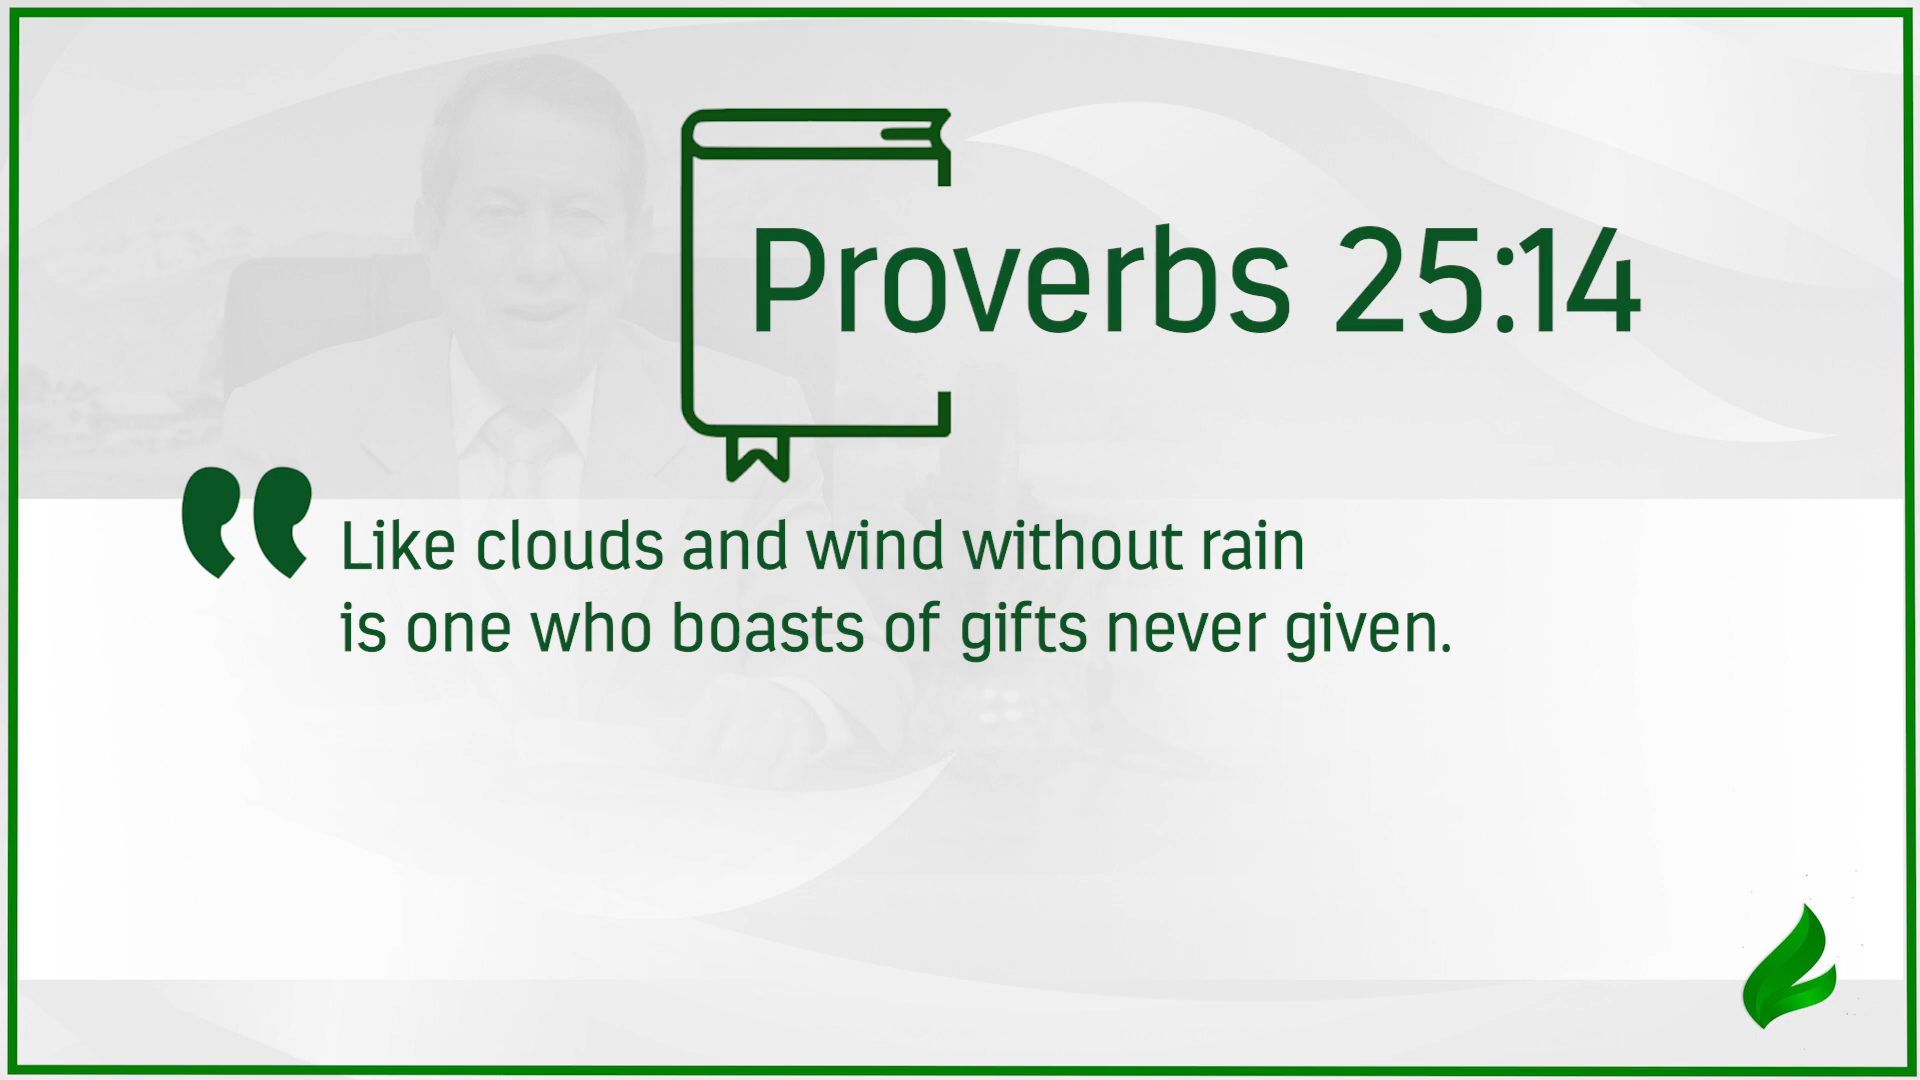 Proverbs 25:14
Like clouds and wind without rain
is one who boasts of gifts never given.